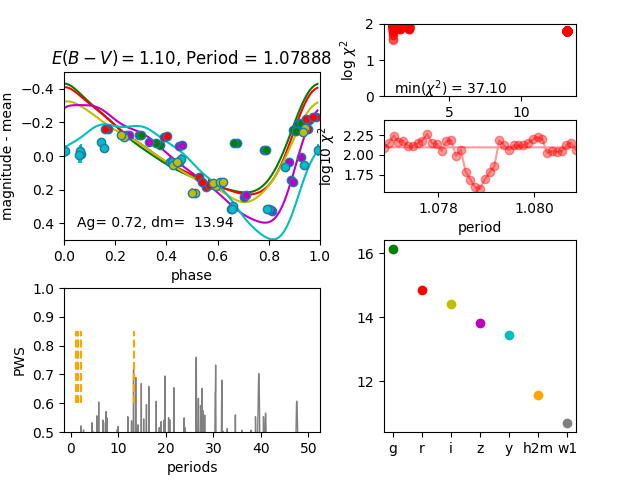 E(B − V) = 1.10, Period = 1.07888
−0.4
−0.2
0.0
0.2
0.4
magnitude - mean
Ag= 0.72, dm=  13.94
0.0 0.2 0.4 0.6 0.8 1.0
phase
2
1
0
log χ²
min(χ²) = 37.10
5 10
2.25
2.00
1.75
log10 χ²
1.078 1.080
period
1.0
0.9
0.8
0.7
0.6
0.5
PWS
0 10 20 30 40 50
periods
16
14
12
g r i z y h2m w1